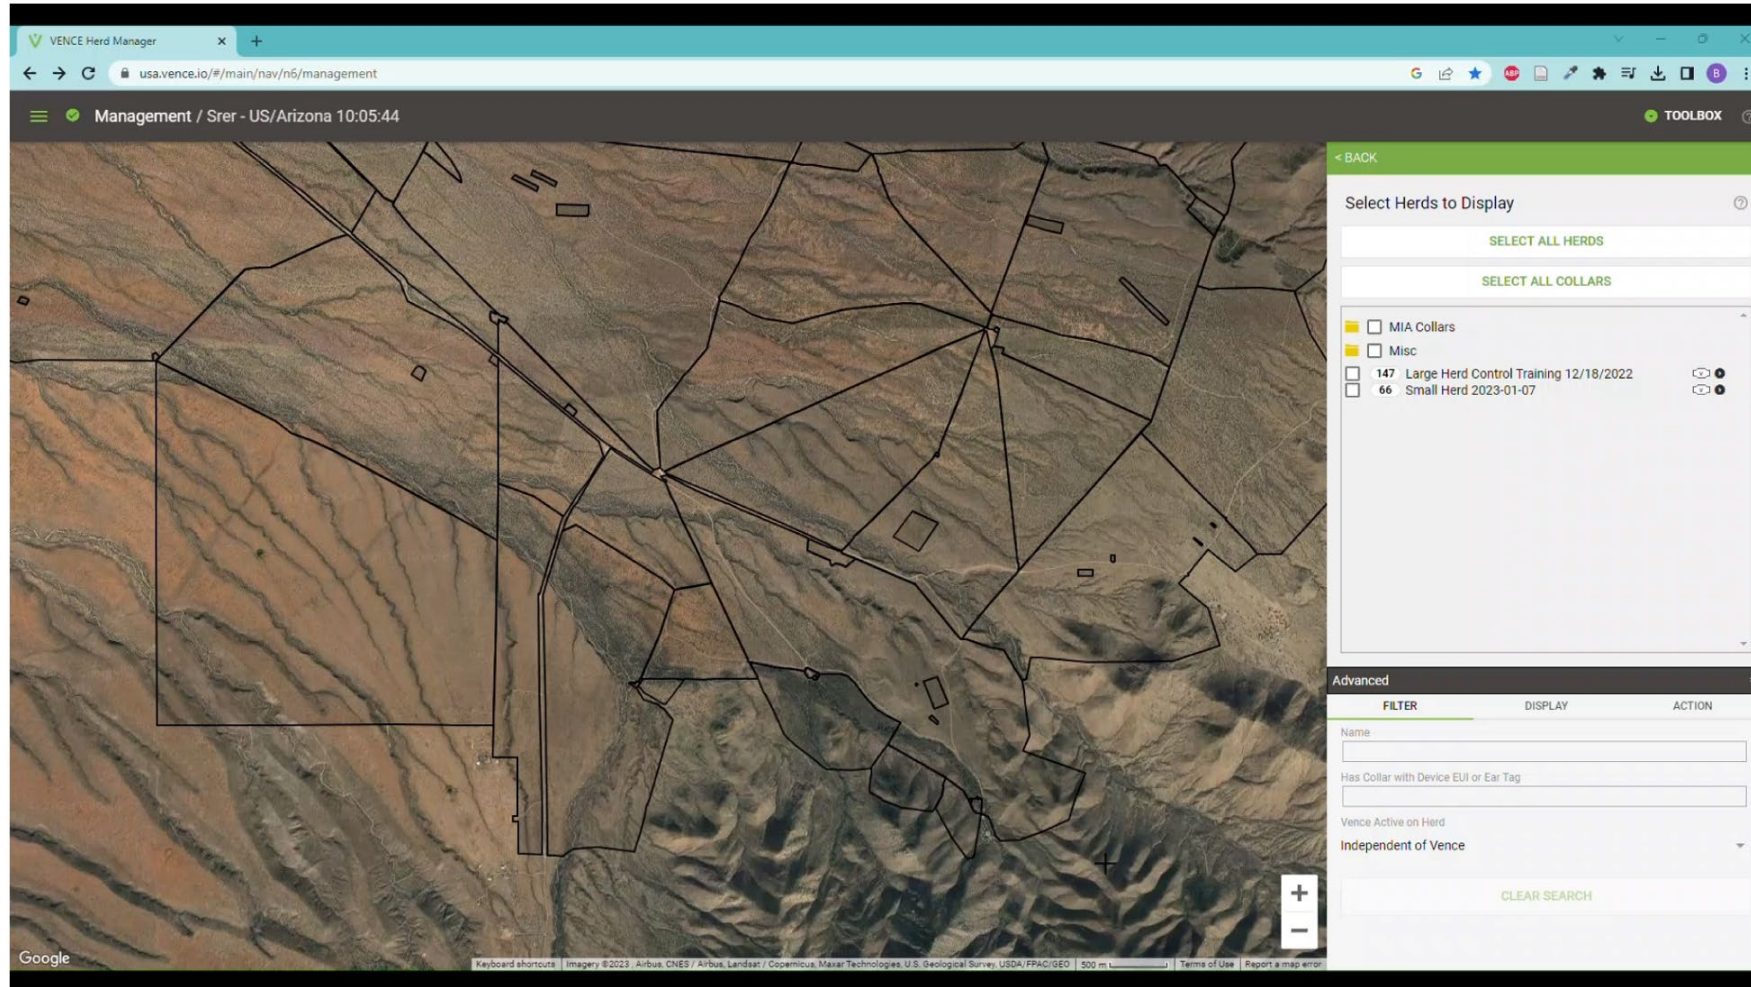 VENCE Herd Manager
usa.vence.io/#/main/nav/n6/management
G
ABP
B
Management / Srer - US/Arizona 10:05:44
TOOLBOX
< BACK
Select Herds to Display
SELECT ALL HERDS
SELECT ALL COLLARS
MIA Collars
Misc
147 Large Herd Control Training 12/18/2022
66 Small Herd 2023-01-07
Advanced
FILTER DISPLAY ACTION
Name
Has Collar with Device EUI or Ear Tag
Vence Active on Herd
Independent of Vence
CLEAR SEARCH
Google
Keyboard shortcuts Imagery ©2023 , Airbus, CNES / Airbus, Landsat / Copernicus, Maxar Technologies, U.S. Geological Survey, USDA/FPAC/GEO 500 m Terms of Use Report a map error